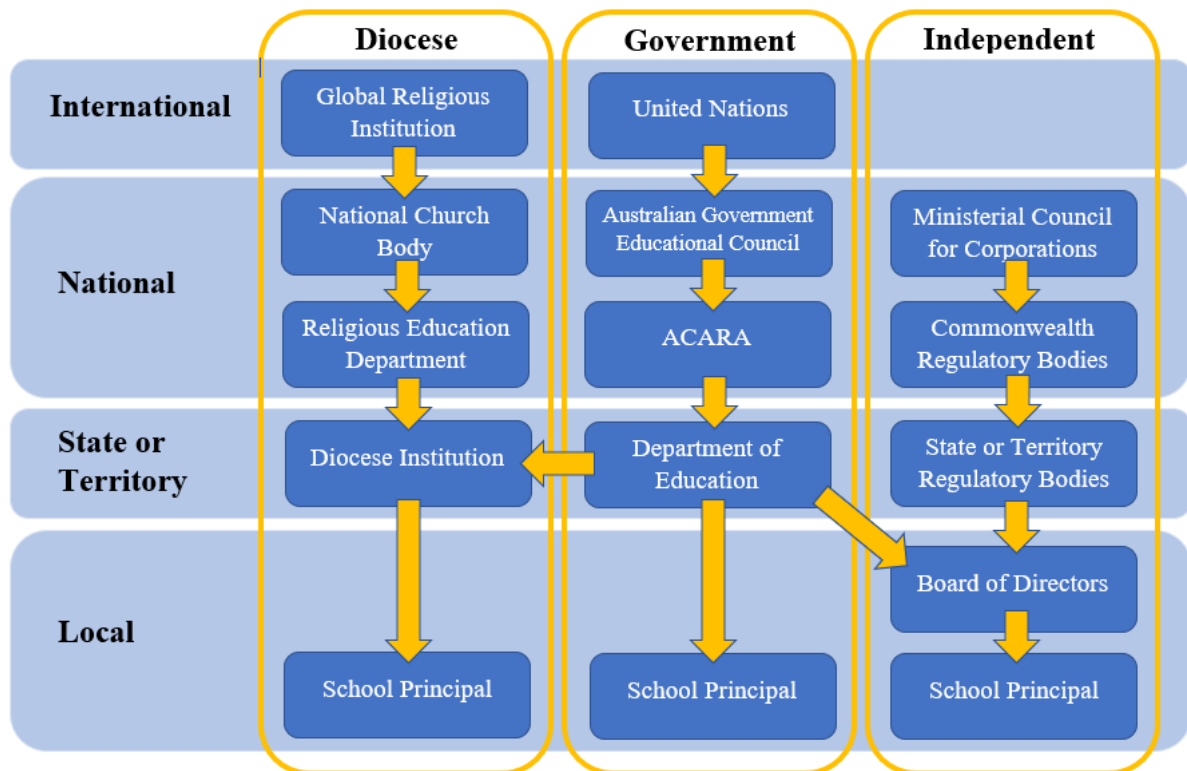 Diocese
Government
Independent
International
Global Religious
Institution
United Nations
National
National Church
Body
Australian Government
Educational Council
Ministerial Council
for Corporations
Religious Education
Department
ACARA
Commonwealth
Regulatory Bodies
State or
Territory
Diocese Institution
Department of
Education
State or Territory
Regulatory Bodies
Local
Board of Directors
School Principal
School Principal
School Principal